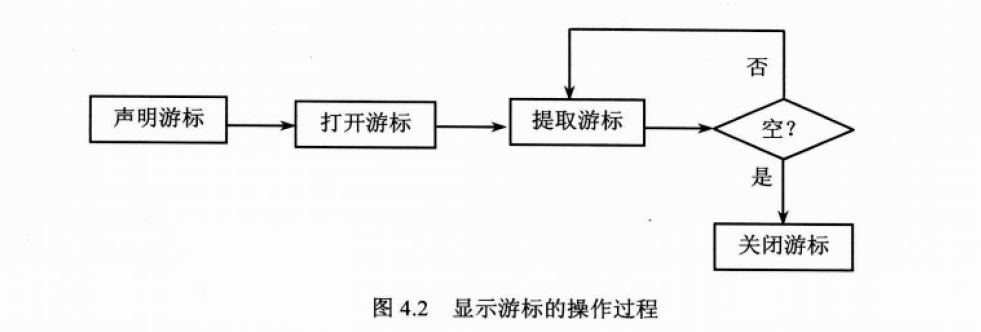 否
声明游标
打开游标
提取游标
空?
是
关闭游标
图 4.2 显示游标的操作过程